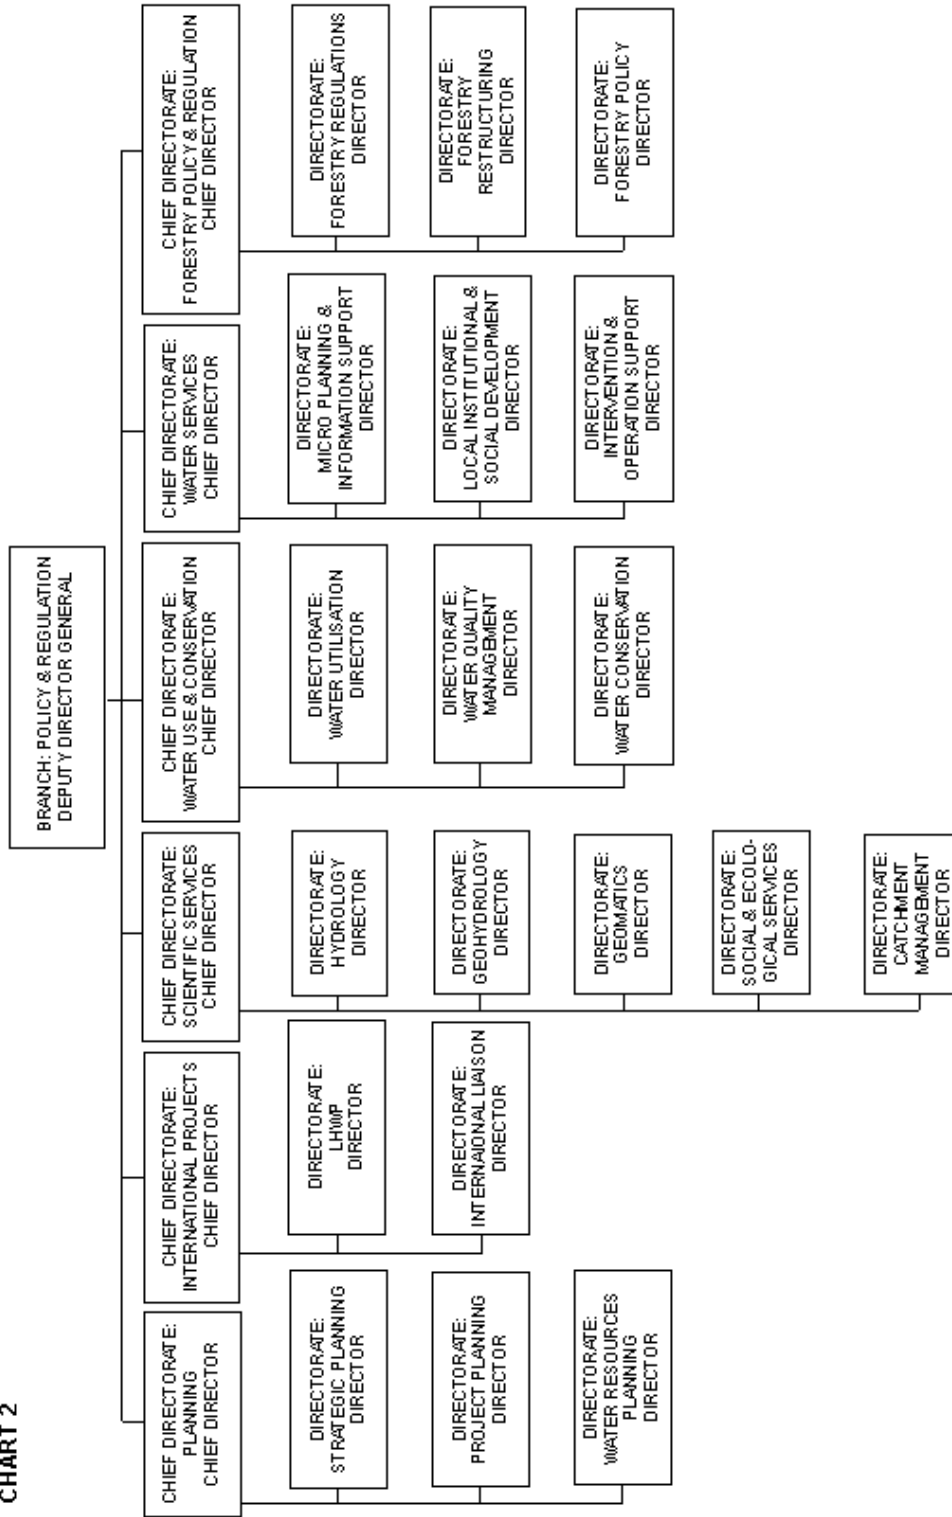 CHART 2
BRANCH: POLICY & REGULATION
DEPUTY DIRECTOR GENERAL
CHIEF DIRECTORATE:
PLANNING
CHIEF DIRECTOR
DIRECTORATE:
STRATEGIC PLANNING
DIRECTOR
DIRECTORATE:
PROJECT PLANNING
DIRECTOR
DIRECTORATE:
WATER RESOURCES
PLANNING
DIRECTOR
CHIEF DIRECTORATE:
INTERNATIONAL PROJECTS
CHIEF DIRECTOR
DIRECTORATE:
LHWP
DIRECTOR
DIRECTORATE:
INTERNAIONAL LIAISON
DIRECTOR
CHIEF DIRECTORATE:
SCIENTIFIC SERVICES
CHIEF DIRECTOR
DIRECTORATE:
HYDROLOGY
DIRECTOR
DIRECTORATE:
GEOHYDROLOGY
DIRECTOR
DIRECTORATE:
GEOMATICS
DIRECTOR
DIRECTORATE:
SOCIAL & ECOLO-
GICAL SERVICES
DIRECTOR
DIRECTORATE:
CATCHMENT
MANAGEMENT
DIRECTOR
CHIEF DIRECTORATE:
WATER USE & CONSERVATION
CHIEF DIRECTOR
DIRECTORATE:
WATER UTILISATION
DIRECTOR
DIRECTORATE:
WATER QUALITY
MANAGEMENT
DIRECTOR
DIRECTORATE:
WATER CONSERVATION
DIRECTOR
CHIEF DIRECTORATE:
WATER SERVICES
CHIEF DIRECTOR
DIRECTORATE:
MICRO PLANNING &
INFORMATION SUPPORT
DIRECTOR
DIRECTORATE:
LOCAL INSTITUTIONAL &
SOCIAL DEVELOPMENT
DIRECTOR
DIRECTORATE:
INTERVENTION &
OPERATION SUPPORT
DIRECTOR
CHIEF DIRECTORATE:
FORESTRY POLICY & REGULATION
CHIEF DIRECTOR
DIRECTORATE:
FORESTRY REGULATIONS
DIRECTOR
DIRECTORATE:
FORESTRY
RESTRUCTURING
DIRECTOR
DIRECTORATE:
FORESTRY POLICY
DIRECTOR